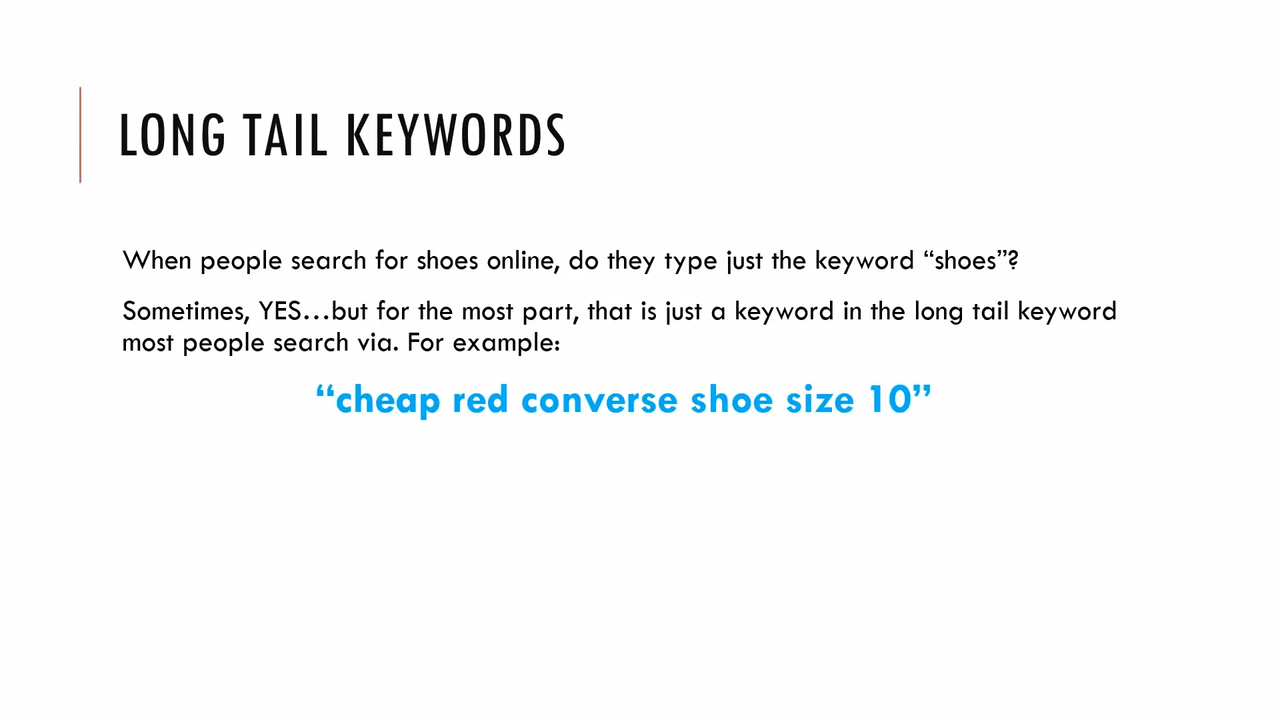 LONG TAIL KEYWORDS
When people search for shoes online, do they type just the keyword “shoes”?
Sometimes, YES…but for the most part, that is just a keyword in the long tail keyword
most people search via. For example:
“cheap red converse shoe size 10”